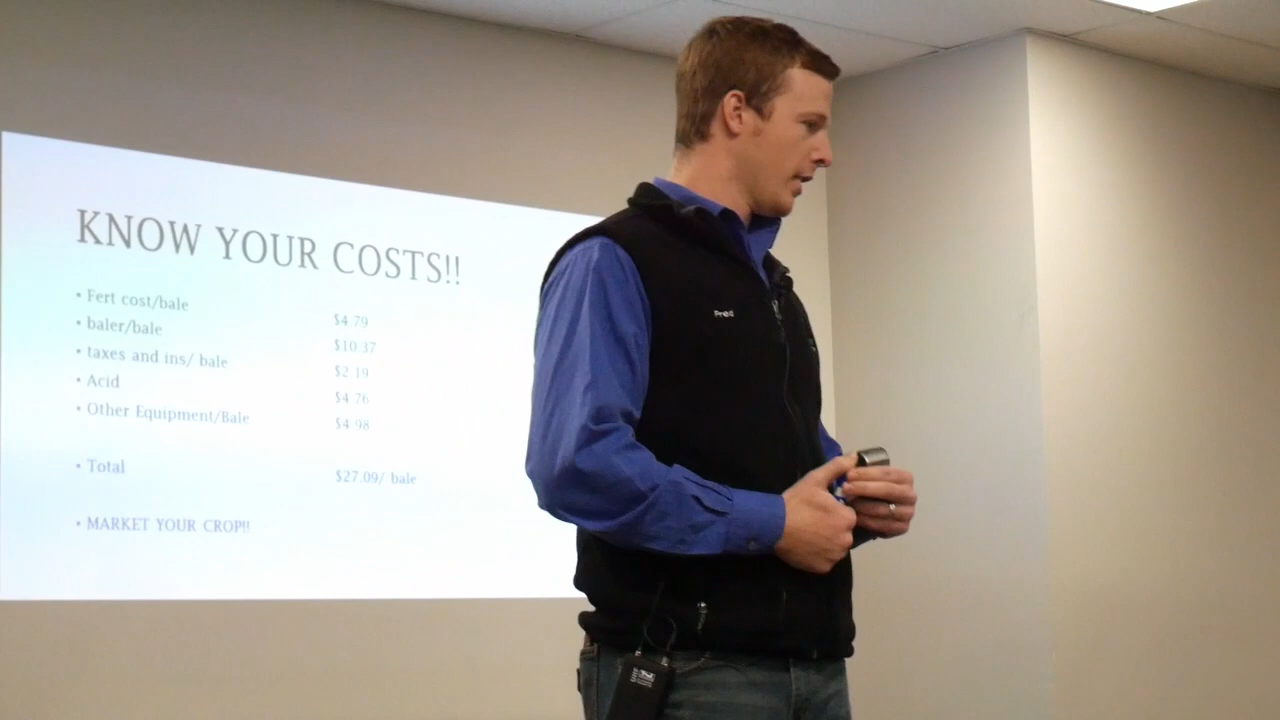 KNOW YOUR COSTS!!
• Fert cost/bale $4.79
• baler/bale $10.37
• taxes and ins/ bale $2.19
• Acid $4.76
• Other Equipment/Bale $4.98
• Total $27.09/ bale
• MARKET YOUR CROP!!
Fred